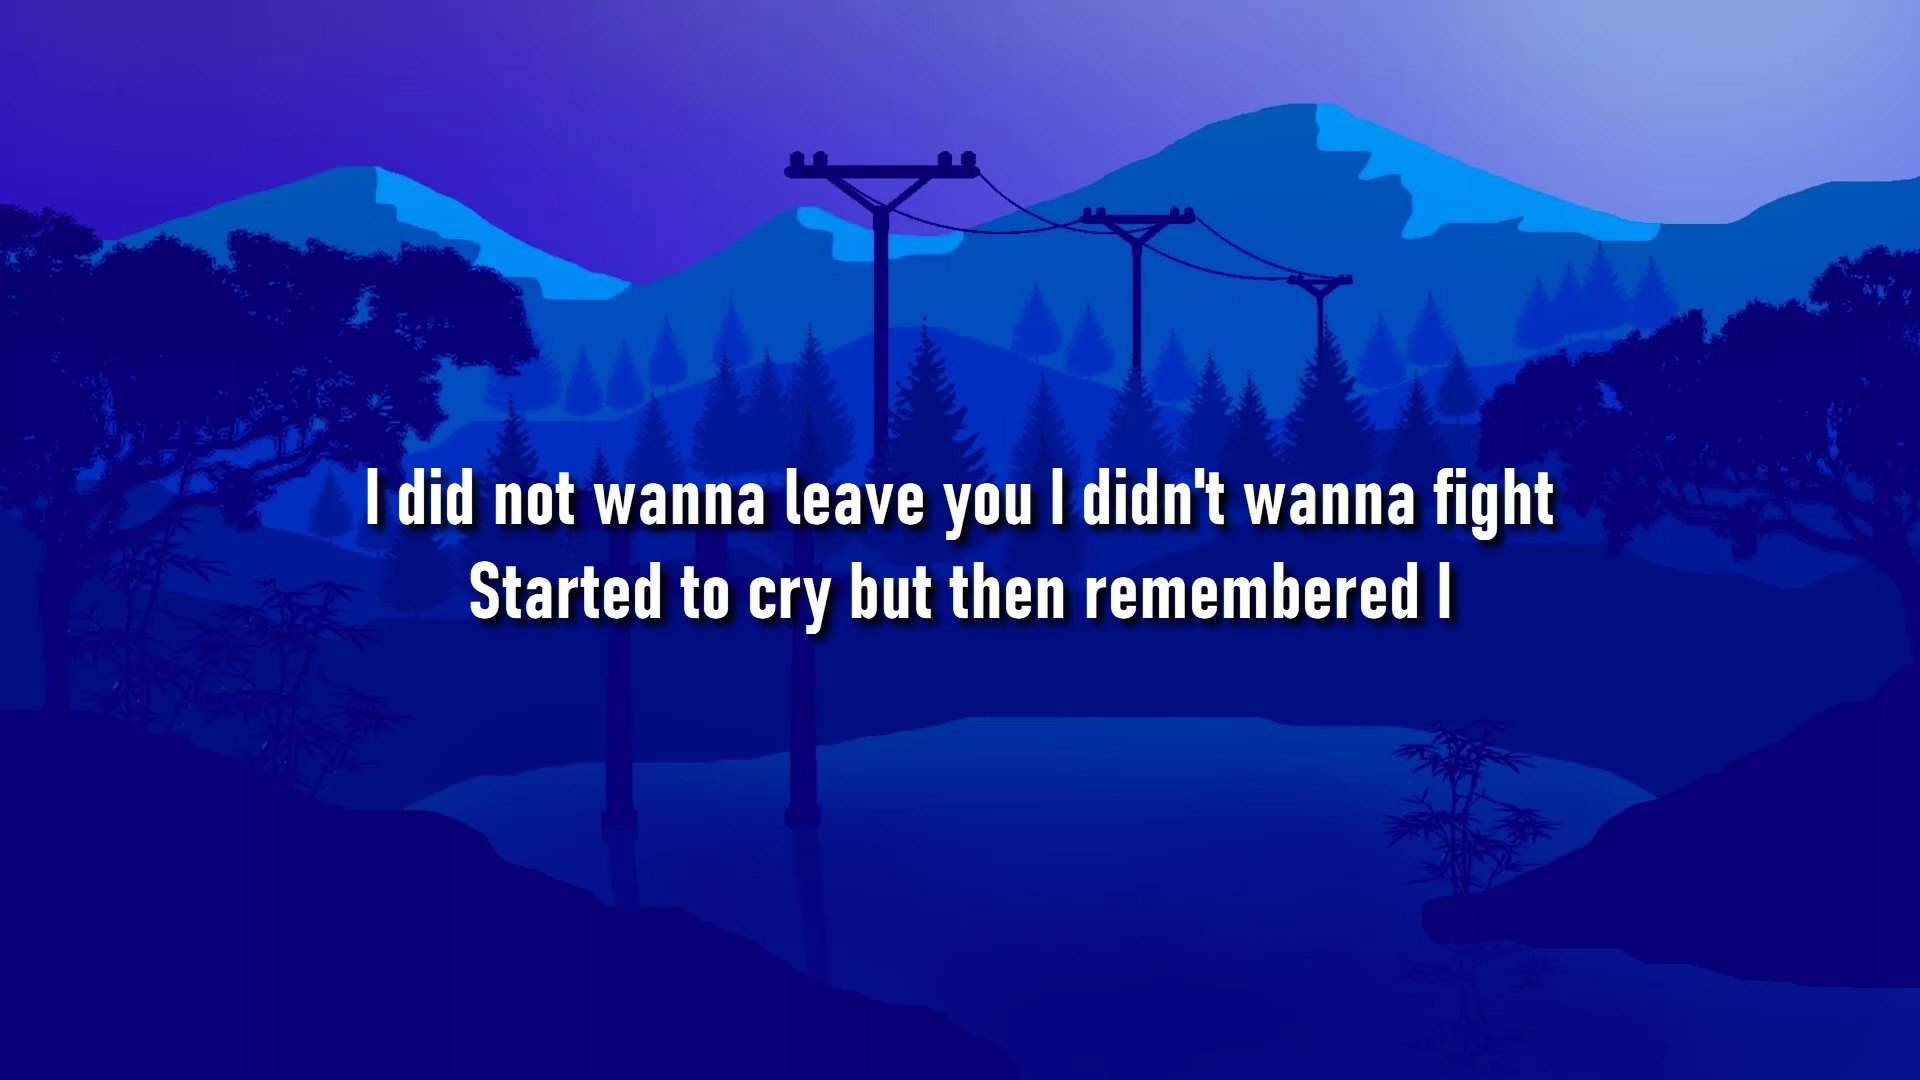 I did not wanna leave you I didn't wanna fight
Started to cry but then remembered I